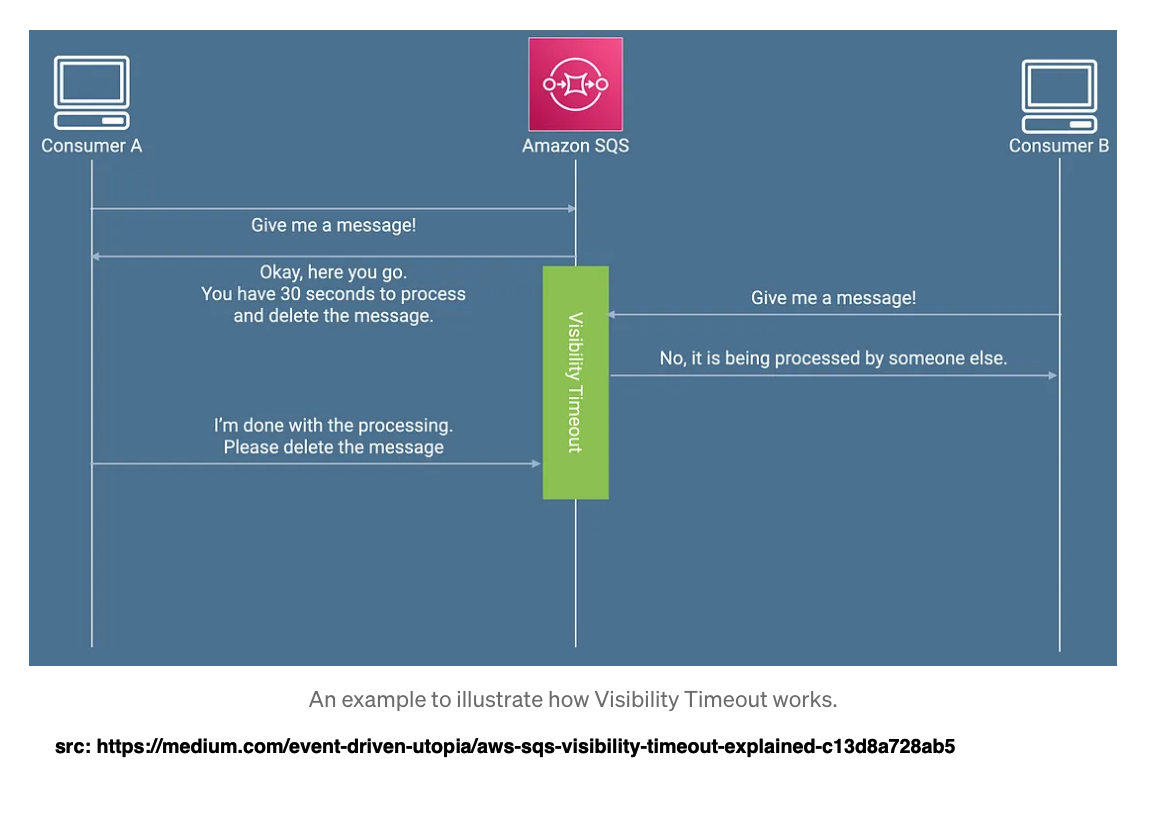 Consumer A
Amazon SQS
Consumer B
Give me a message!
Okay, here you go.
You have 30 seconds to process
and delete the message.
Give me a message!
Visibility Timeout
No, it is being processed by someone else.
I'm done with the processing.
Please delete the message
An example to illustrate how Visibility Timeout works.
src: https://medium.com/event-driven-utopia/aws-sqs-visibility-timeout-explained-c13d8a728ab5